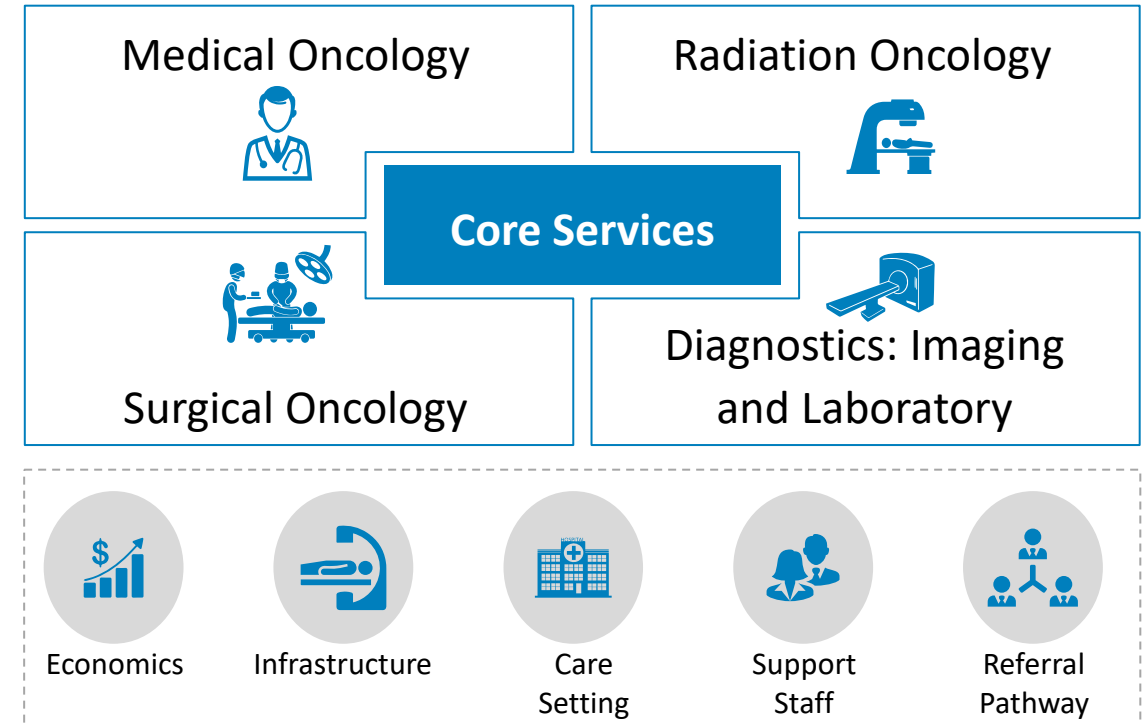 Medical Oncology
Radiation Oncology
Core Services
Surgical Oncology
Diagnostics: Imaging
and Laboratory
$
HOSPITAL
Economics
Infrastructure
Care
Setting
Support
Staff
Referral
Pathway